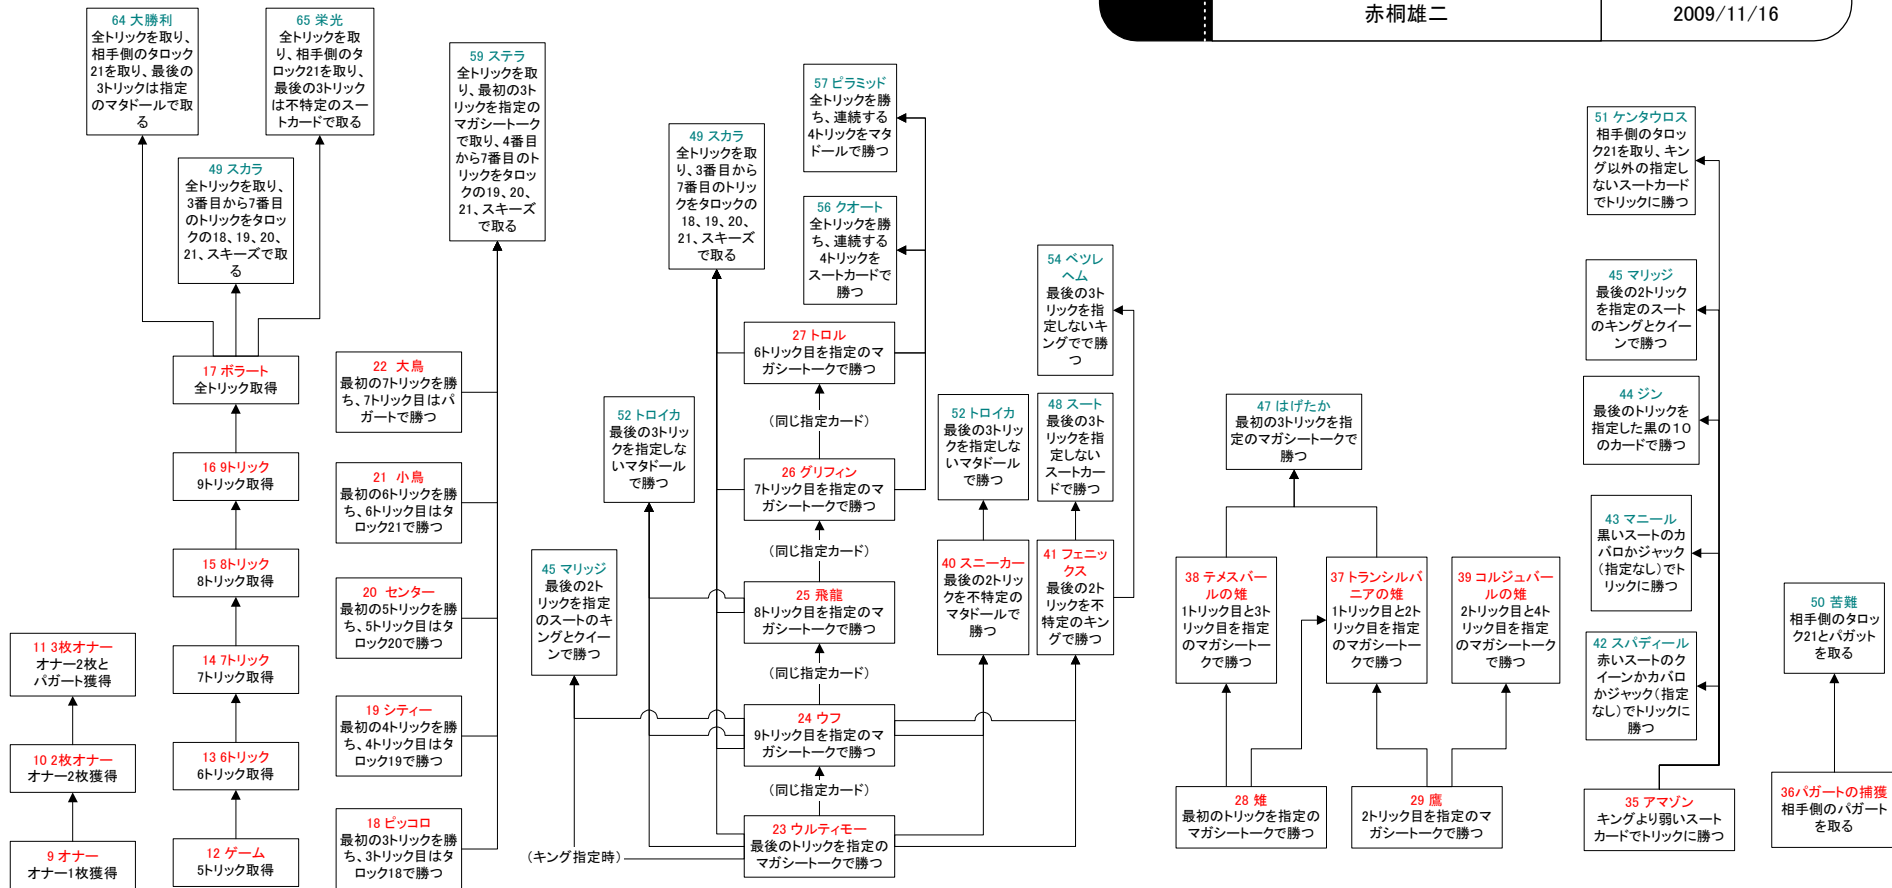 赤桐雄二
2009/11/16
64 大勝利
全トリックを取り、
相手側のタロック
21を取り、最後の
3トリックは指定
のマタドールで取
る
65 栄光
全トリックを取
り、相手側のタ
ロック21を取り、
最後の3トリック
は不特定のスー
トカードで取る
49 スカラ
全トリックを取り、
3番目から7番目
のトリックをタロッ
クの18、19、20、
21、スキーズで取
る
17 ボラート
全トリック取得
16 9トリック
9トリック取得
15 8トリック
8トリック取得
14 7トリック
7トリック取得
13 6トリック
6トリック取得
12 ゲーム
5トリック取得
11 3枚オナー
オナー2枚と
パガート獲得
10 2枚オナー
オナー2枚獲得
9 オナー
オナー1枚獲得
59 ステラ
全トリックを取
り、最初の3ト
リックを指定の
マガシートーク
で取り、4番目
から7番目のト
リックをタロック
の19、20、
21、スキーズ
で取る
22 大鳥
最初の7トリックを勝
ち、7トリック目はパ
ガートで勝つ
21 小鳥
最初の6トリックを勝
ち、6トリック目はタ
ロック21で勝つ
20 センター
最初の5トリックを勝
ち、5トリック目はタ
ロック20で勝つ
19 シティー
最初の4トリックを勝
ち、4トリック目はタ
ロック19で勝つ
18 ピッコロ
最初の3トリックを勝
ち、3トリック目はタ
ロック18で勝つ
49 スカラ
全トリックを取
り、3番目から
7番目のトリッ
クをタロックの
18、19、20、
21、スキーズ
で取る
57 ピラミッド
全トリックを勝
ち、連続する
4トリックをマタ
ドールで勝つ
56 クオート
全トリックを勝
ち、連続する
4トリックを
スートカードで
勝つ
27 トロル
6トリック目を指定のマ
ガシートークで勝つ
(同じ指定カード)
26 グリフィン
7トリック目を指定のマ
ガシートークで勝つ
(同じ指定カード)
25 飛龍
8トリック目を指定のマ
ガシートークで勝つ
(同じ指定カード)
24 ウフ
9トリック目を指定のマ
ガシートークで勝つ
(同じ指定カード)
23 ウルティモー
最後のトリックを指定の
マガシートークで勝つ
(キング指定時)
52 トロイカ
最後の3トリッ
クを指定しな
いマタドール
で勝つ
45 マリッジ
最後の2ト
リックを指定
のスートのキ
ングとクイー
ンで勝つ
54 ベツレ
ヘム
最後の3ト
リックを指
定しないキ
ングでで勝
つ
52 トロイカ
最後の3トリッ
クを指定しな
いマタドール
で勝つ
48 スート
最後の3ト
リックを指
定しない
スートカー
ドで勝つ
40 スニーカー
最後の2トリッ
クを不特定の
マタドールで
勝つ
41 フェニッ
クス
最後の2ト
リックを不
特定のキン
グで勝つ
47 はげたか
最初の3トリックを指
定のマガシートークで
勝つ
38 テメスバー
ルの雉
1トリック目と3ト
リック目を指定
のマガシートー
クで勝つ
37 トランシルバ
ニアの雉
1トリック目と2ト
リック目を指定
のマガシートー
クで勝つ
39 コルジュバー
ルの雉
2トリック目と4ト
リック目を指定
のマガシートーク
で勝つ
28 雉
最初のトリックを指定の
マガシートークで勝つ
29 鷹
2トリック目を指定のマ
ガシートークで勝つ
51 ケンタウロス
相手側のタロッ
ク21を取り、キン
グ以外の指定し
ないスートカード
でトリックに勝つ
45 マリッジ
最後の2トリック
を指定のスート
のキングとクイー
ンで勝つ
44 ジン
最後のトリックを
指定した黒の10
のカードで勝つ
43 マニール
黒いスートのカ
バロかジャック
(指定なし)でト
リックに勝つ
42 スパディール
赤いスートのク
イーンかカバロ
かジャック(指定
なし)でトリックに
勝つ
35 アマゾン
キングより弱いスート
カードでトリックに勝つ
50 苦難
相手側のタロッ
ク21とパガット
を取る
36パガートの捕獲
相手側のパガート
を取る